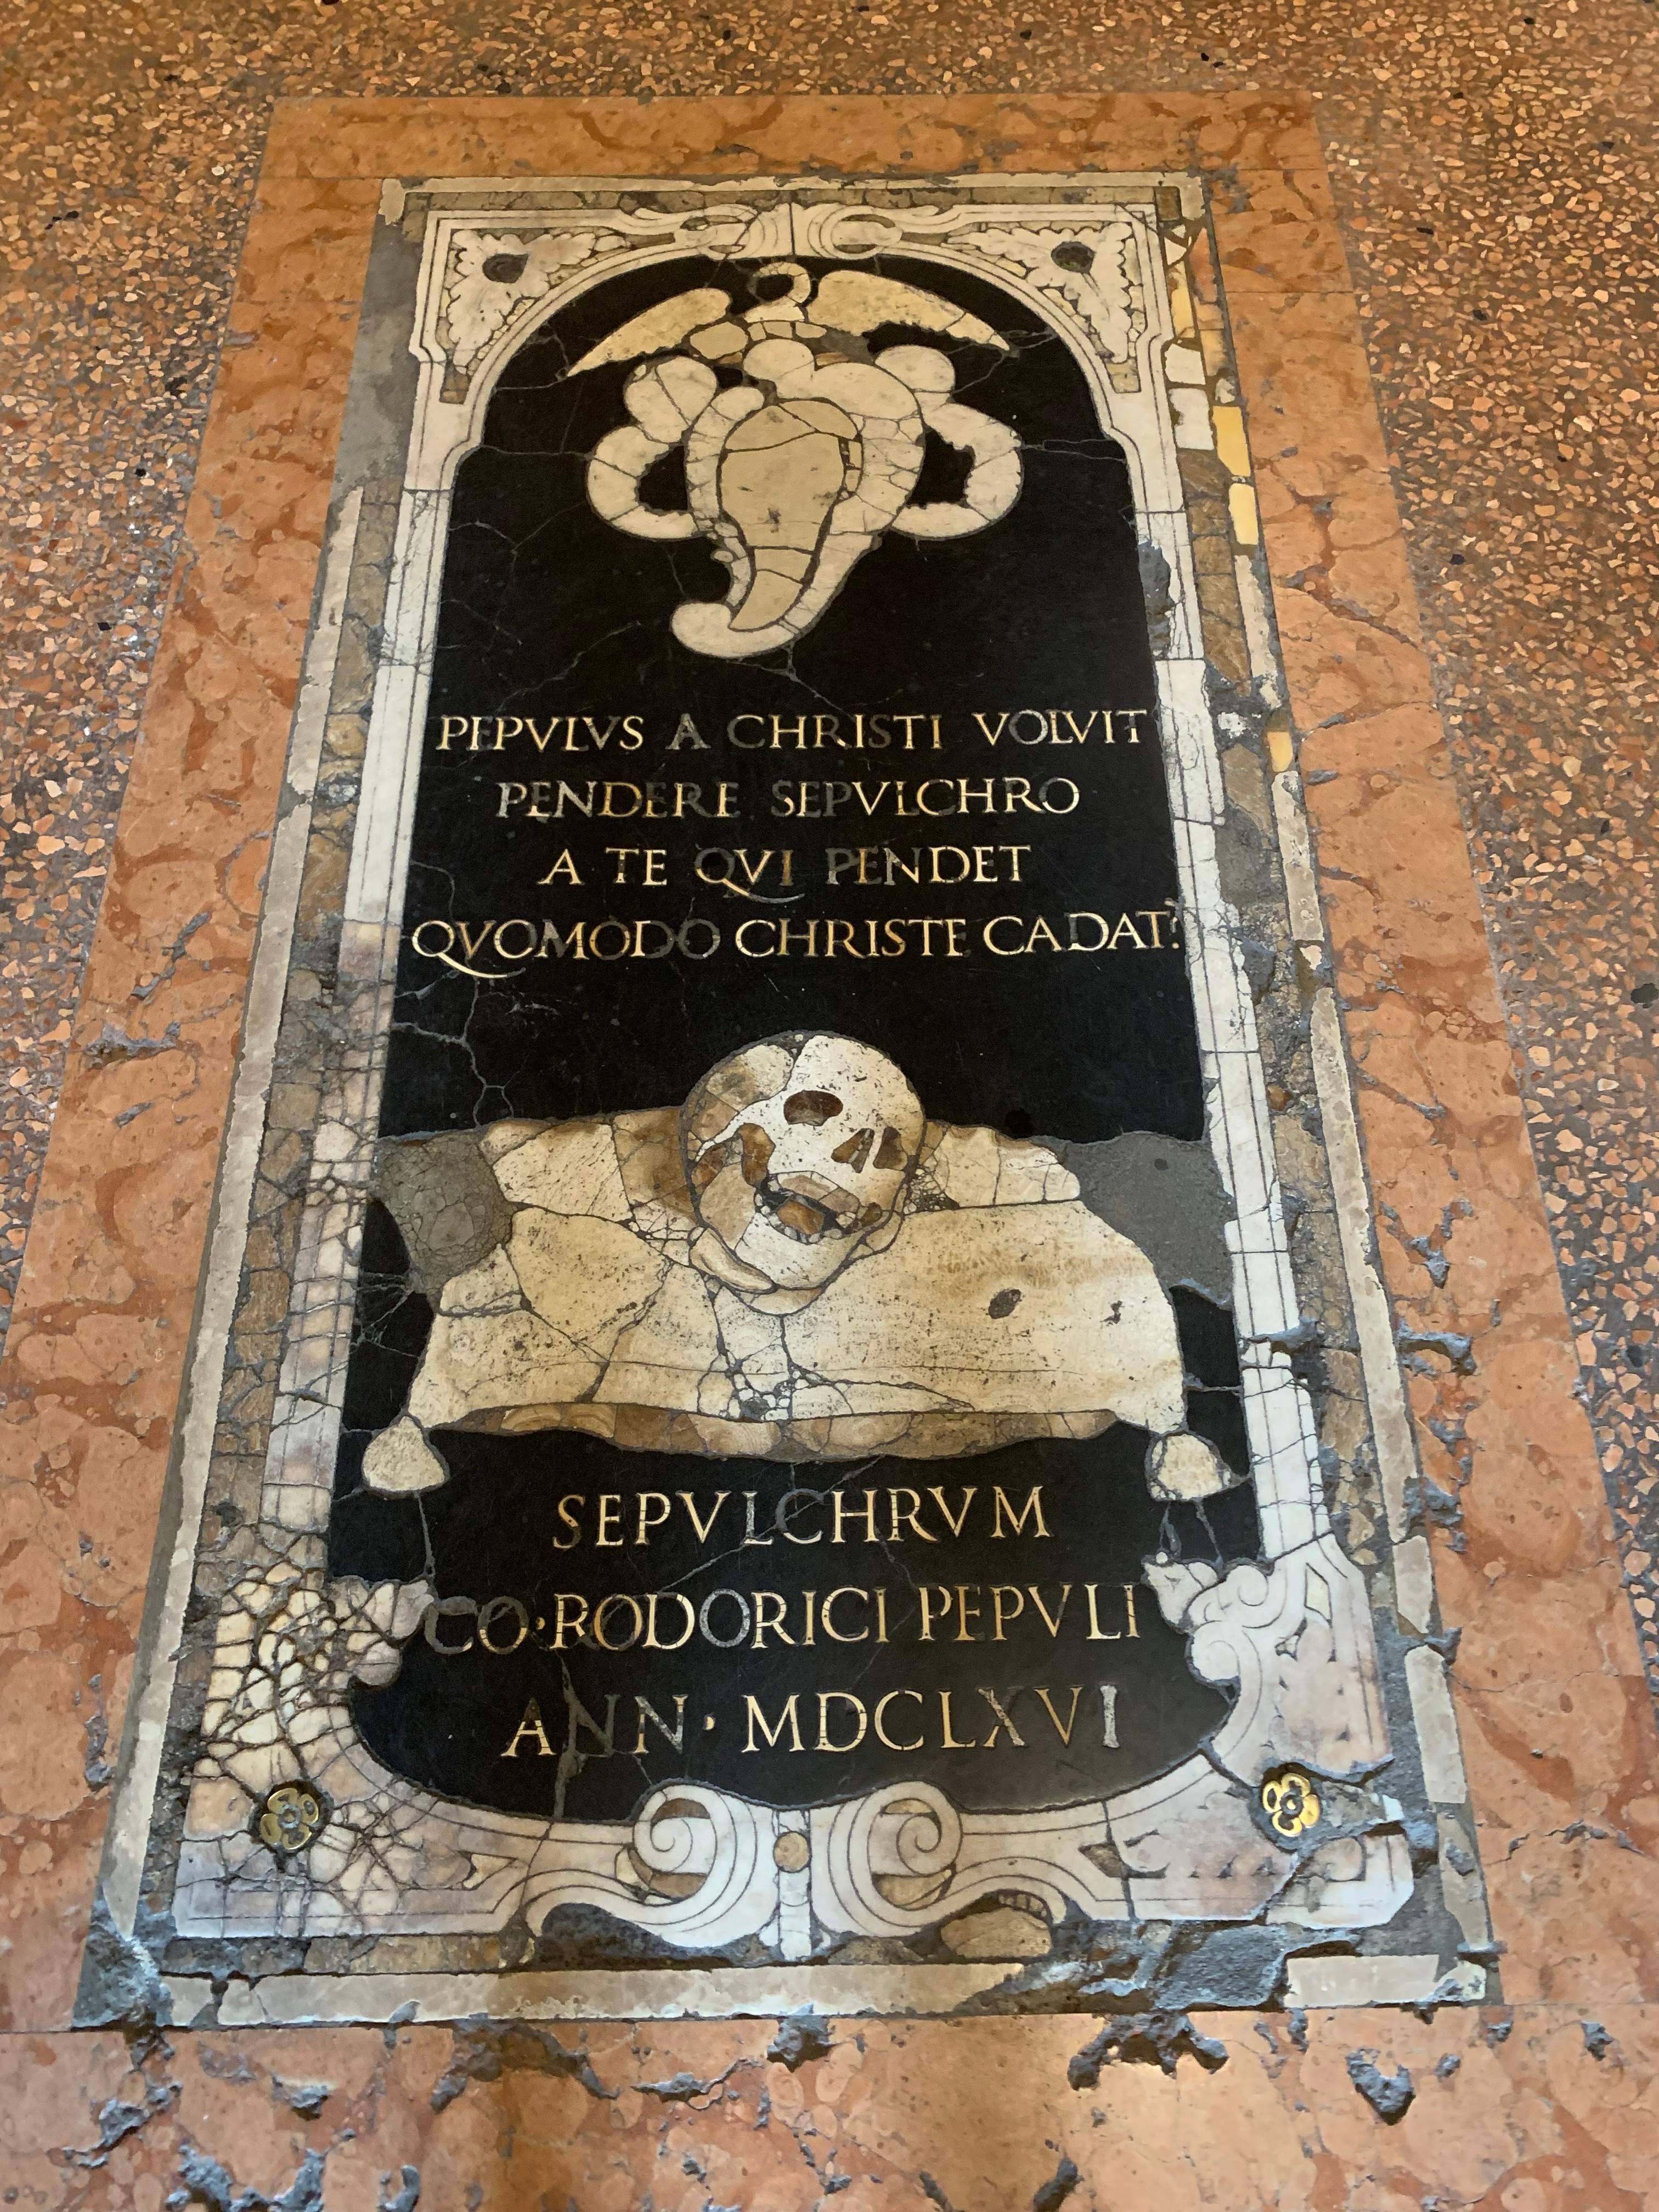 PEPVLVS A CHRISTI VOLVIT
PENDERE SEPVLCHRO
A TE QVI PENDET
QVOMODO CHRISTE CADAT?
SEPVLCHRVM
CO·RODORICI PEPVLI
ANN· MDCLXVI